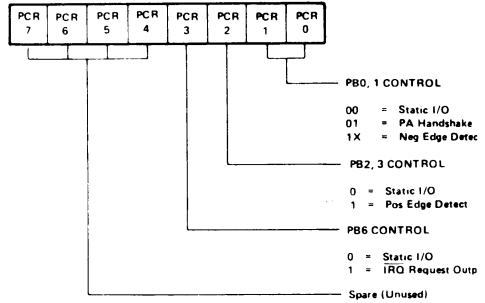 PCR 7 PCR 6 PCR 5 PCR 4 PCR 3 PCR 2 PCR 1 PCR 0
PB0, 1 CONTROL
00 = Static I/O
01 = PA Handshake
1X = Neg Edge Detec
PB2, 3 CONTROL
0 = Static I/O
1 = Pos Edge Detect
PB6 CONTROL
0 = Static I/O
1 = IRQ Request Outp
Spare (Unused)